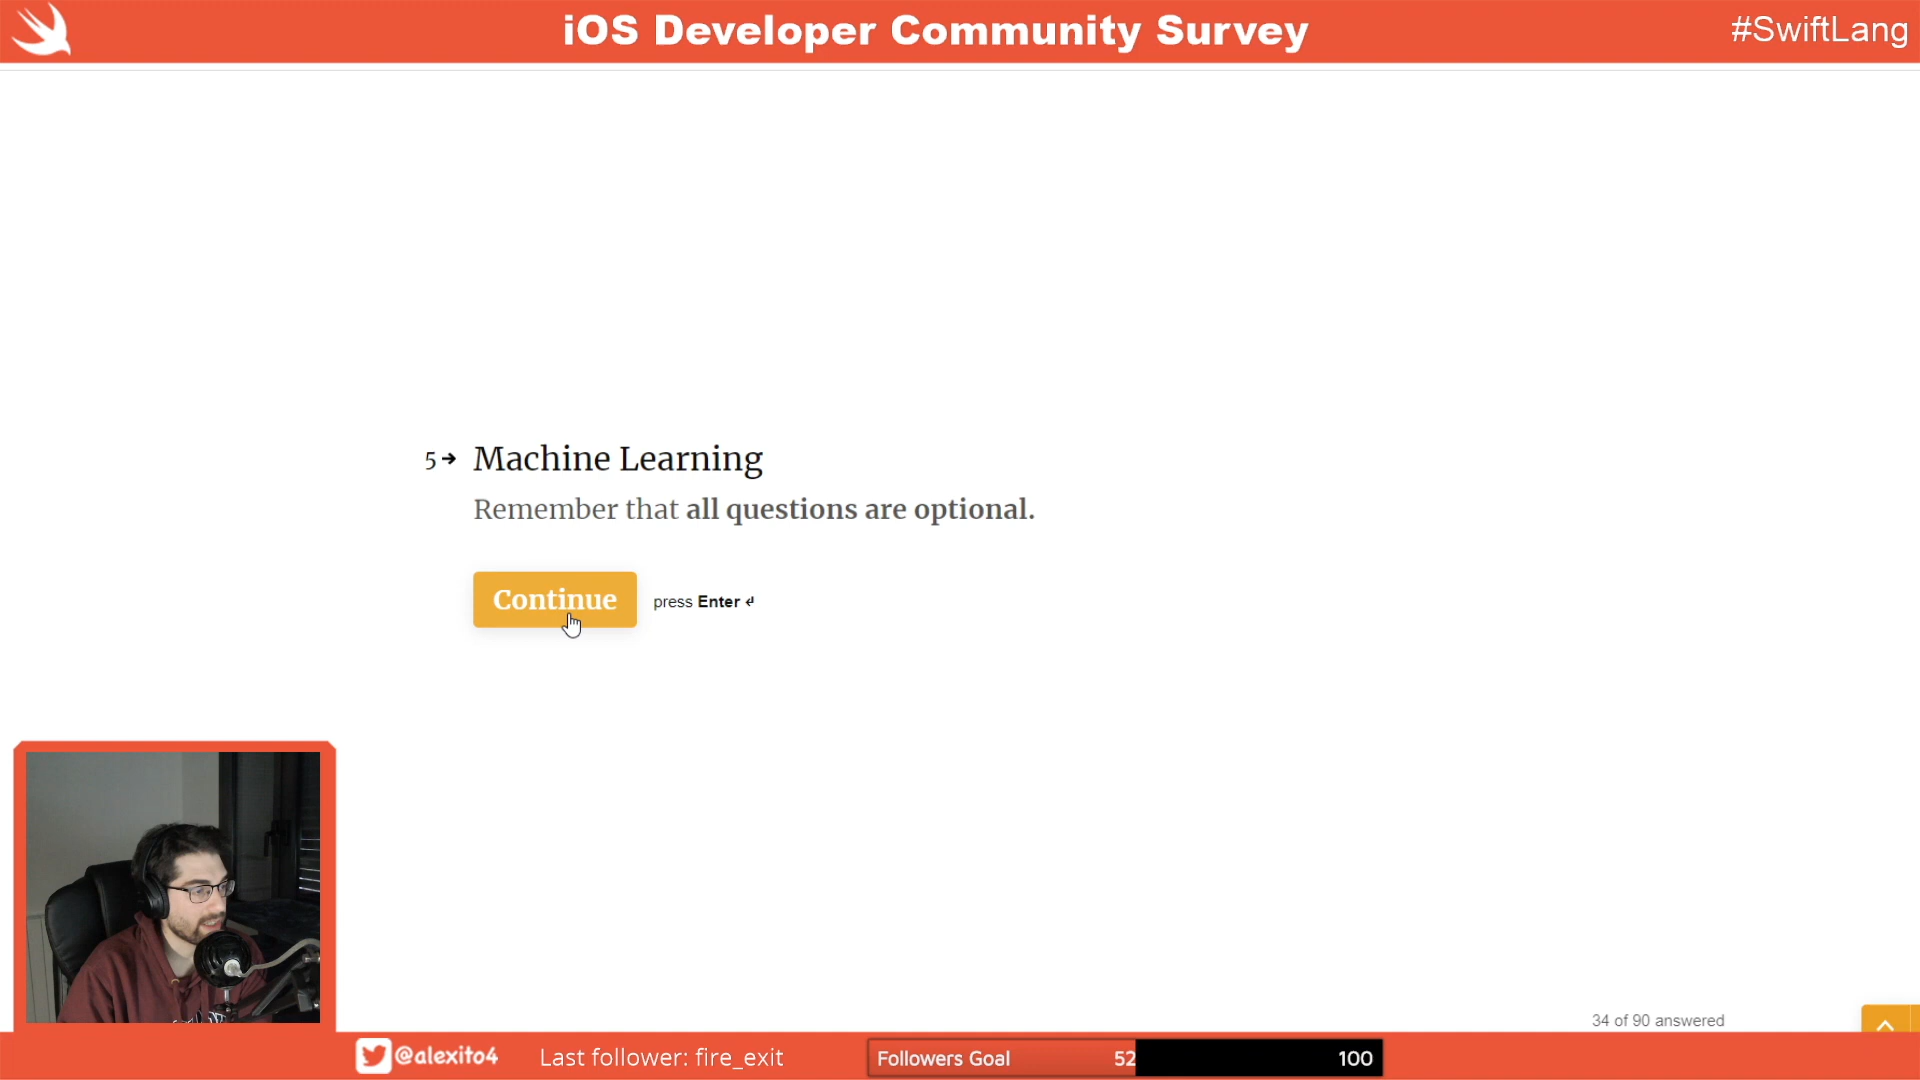 iOS Developer Community Survey
#SwiftLang
5 Machine Learning
Remember that all questions are optional.
Continue
press Enter
34 of 90 answered
@alexito4
Last follower: fire_exit
Followers Goal 52 100